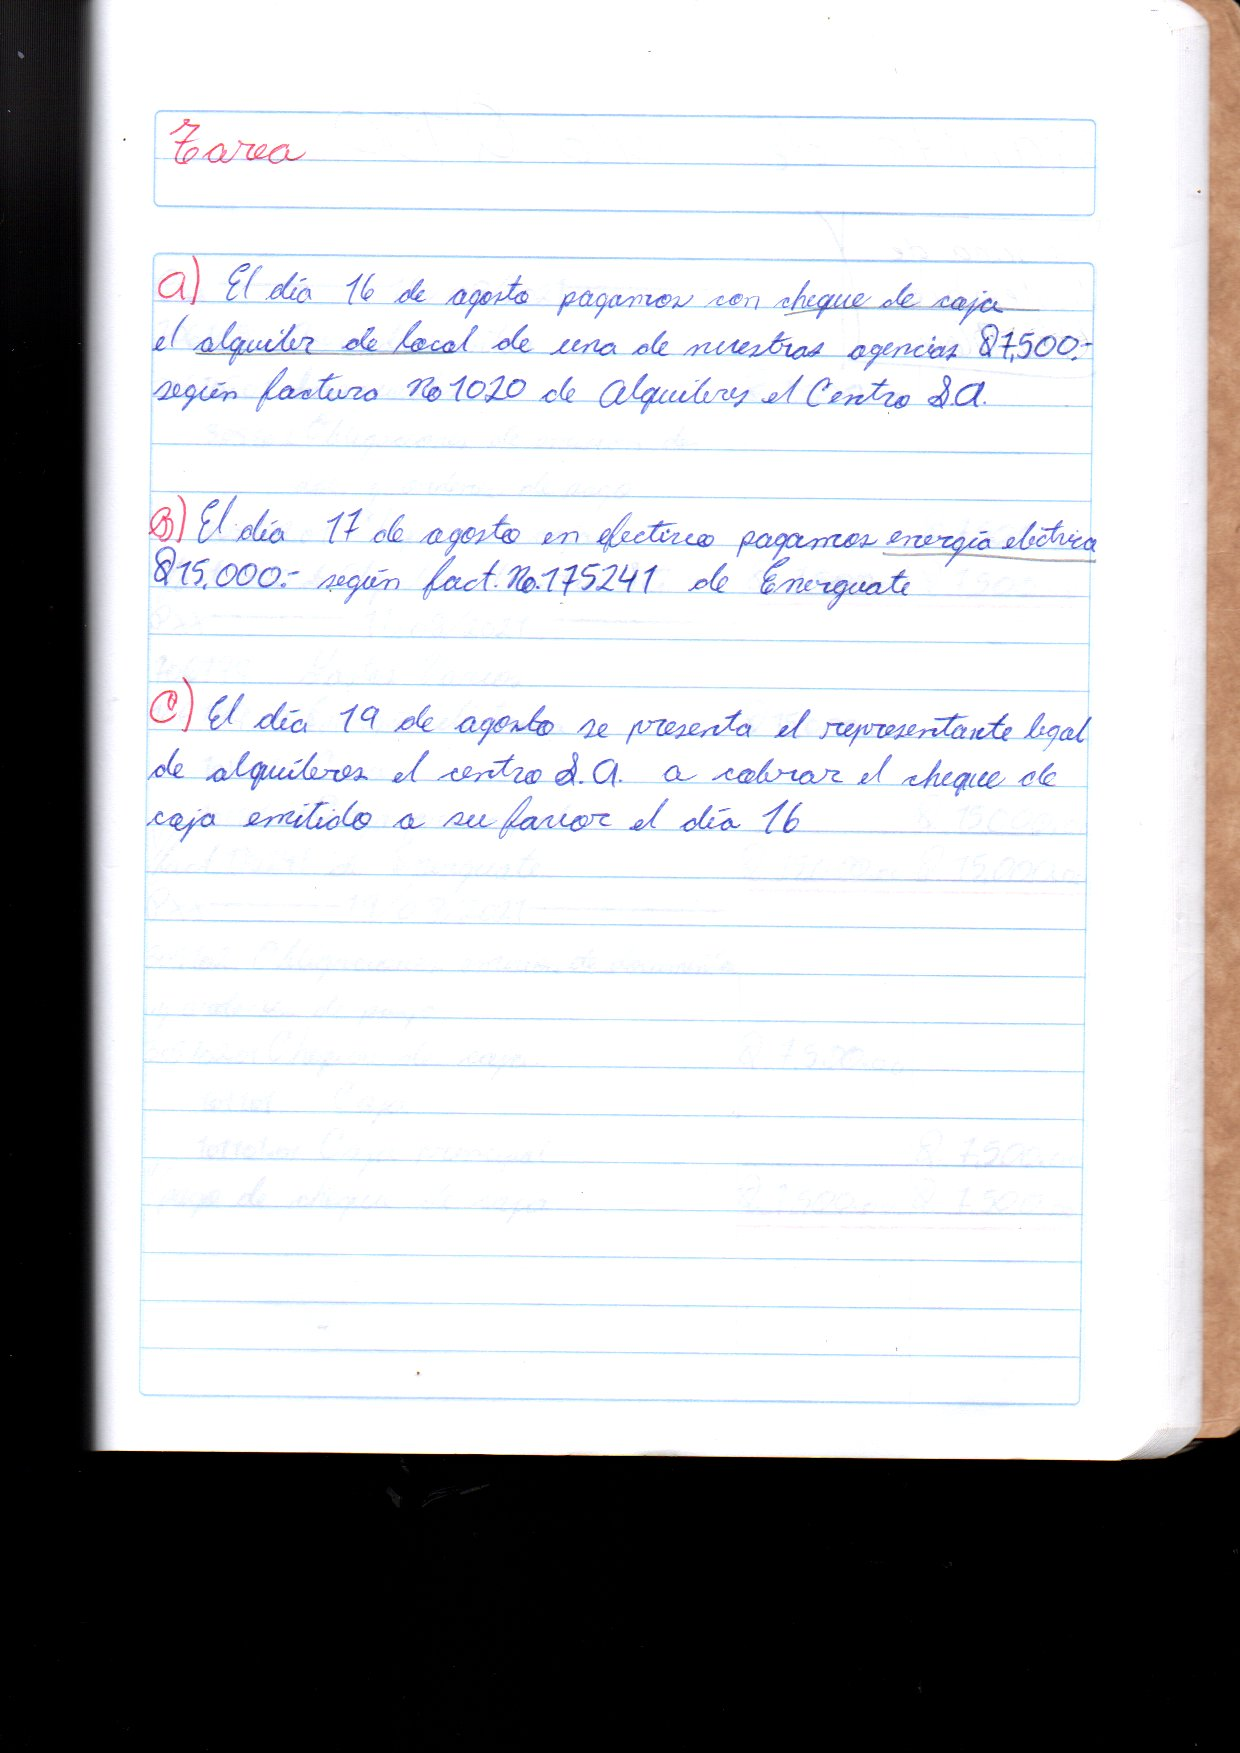 Tarea
a) El día 16 de agosto pagamos con cheque de caja
el alquiler de local de una de nuestras agencias Q7,500.-
según factura No 1020 de Alquileres el Centro S.A.
B) El día 17 de agosto en efectivo pagamos energía eléctrica
Q15,000.- según fact. No. 175241 de Energuate
C) El día 19 de agosto se presenta el representante legal
de alquileres el centro S.A. a cobrar el cheque de
caja emitido a su favor el día 16